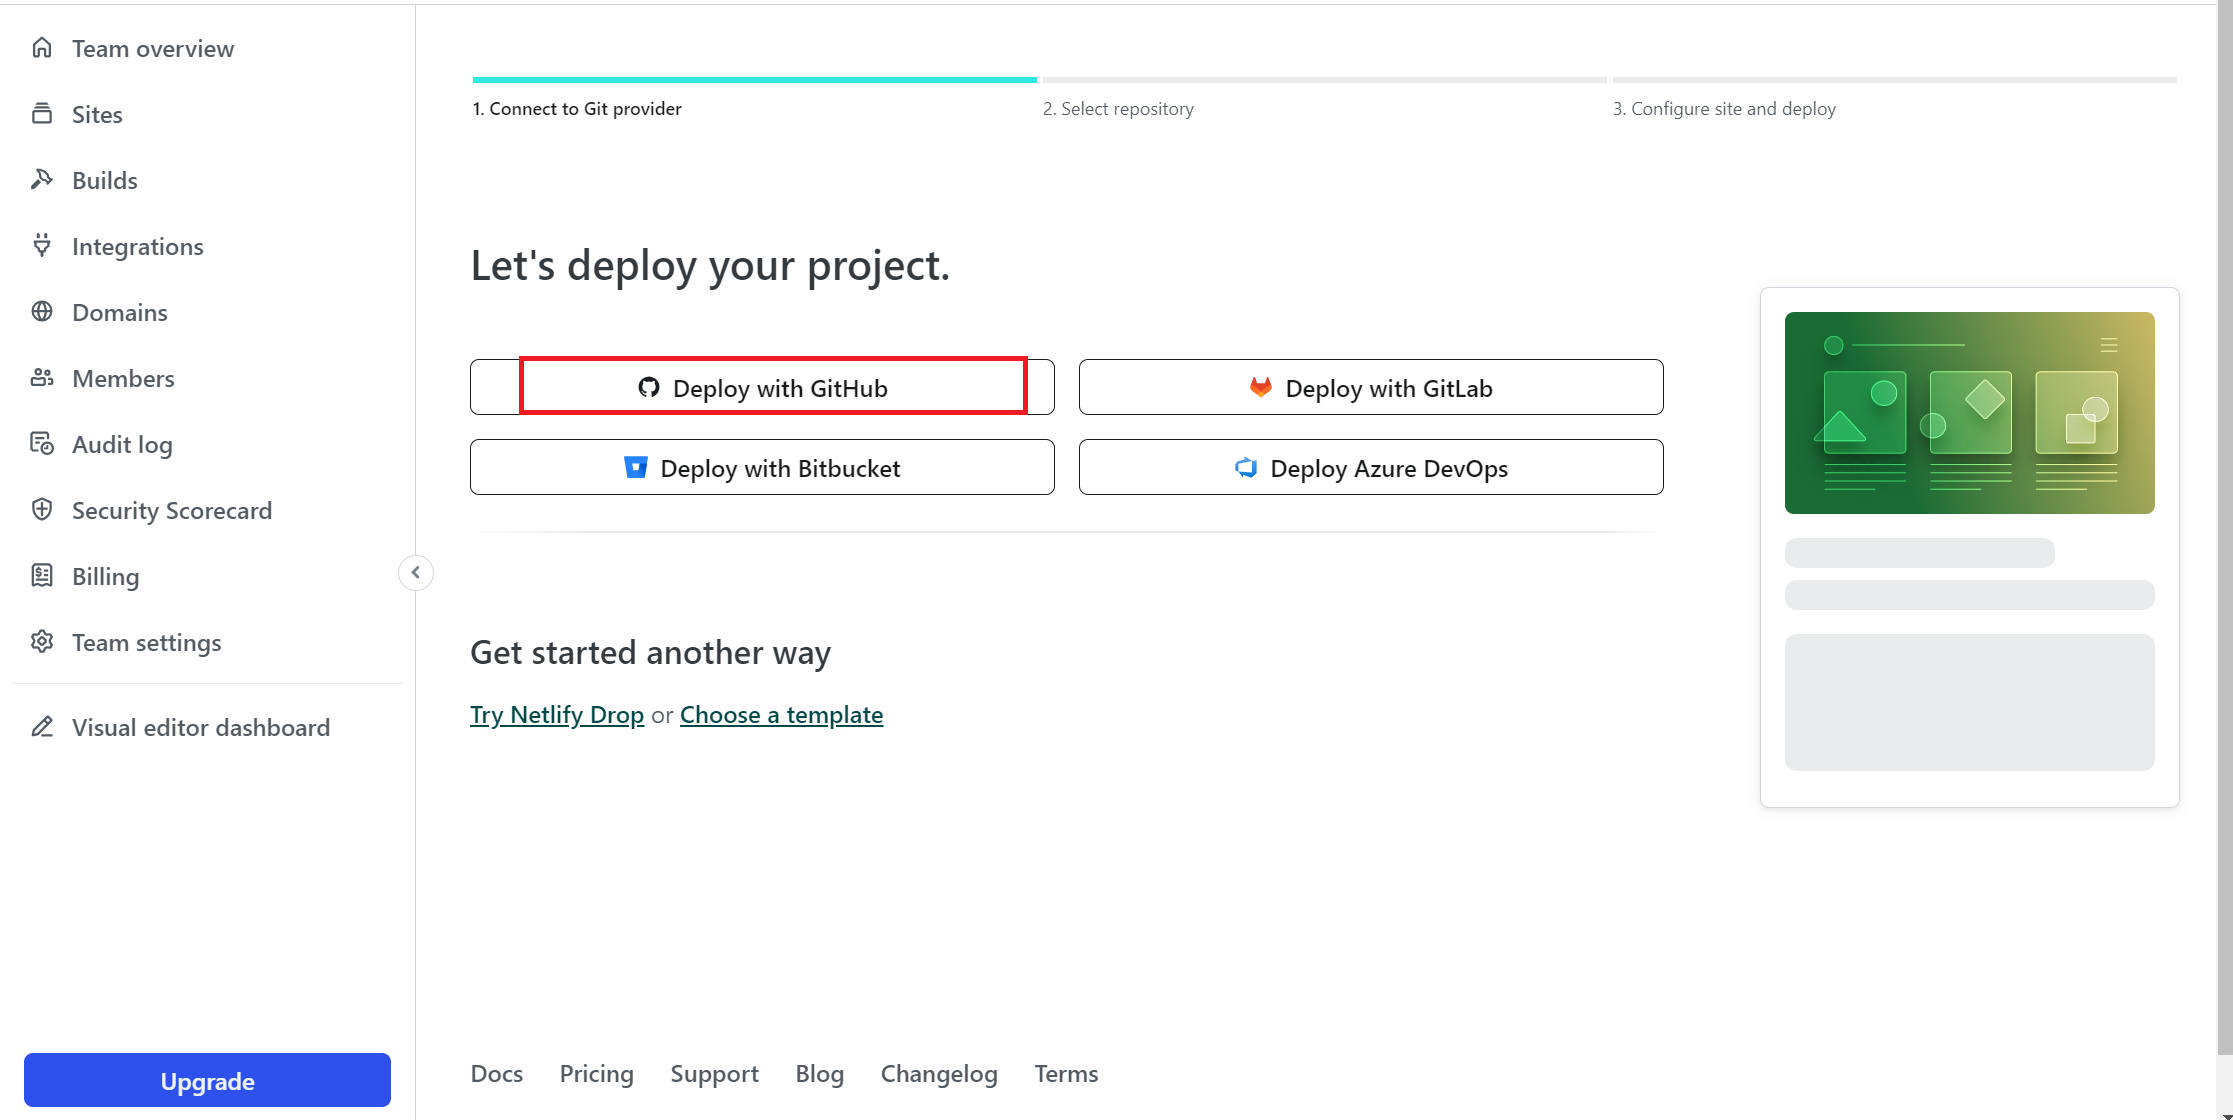 Team overview
Sites
Builds
Integrations
Domains
Members
Audit log
Security Scorecard
Billing
Team settings
Visual editor dashboard
Upgrade
1. Connect to Git provider
2. Select repository
3. Configure site and deploy
Let's deploy your project.
Deploy with GitHub
Deploy with GitLab
Deploy with Bitbucket
Deploy Azure DevOps
Get started another way
Try Netlify Drop or Choose a template
Docs Pricing Support Blog Changelog Terms